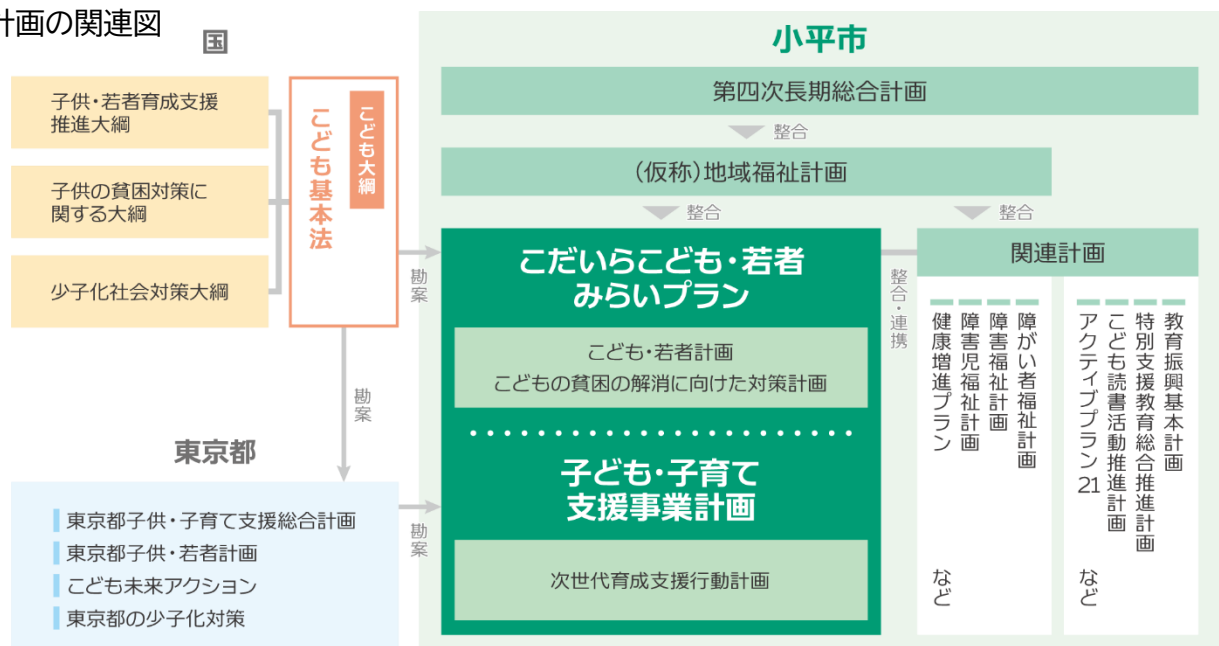 計画の関連図
国
子供・若者育成支援
推進大綱
子供の貧困対策に
関する大綱
少子化社会対策大綱
こども基本法
こども大綱
勘案
勘案
東京都
東京都子供・子育て支援総合計画
東京都子供・若者計画
こども未来アクション
東京都の少子化対策
勘案
小平市
第四次長期総合計画
整合
(仮称)地域福祉計画
整合
整合
こだいらこども・若者
みらいプラン
こども・若者計画
こどもの貧困の解消に向けた対策計画
子ども・子育て
支援事業計画
次世代育成支援行動計画
整合・連携
関連計画
障がい者福祉計画
障害福祉計画
障害児福祉計画
健康増進プラン
など
教育振興基本計画
特別支援教育総合推進計画
こども読書活動推進計画
アクティブプラン21
など